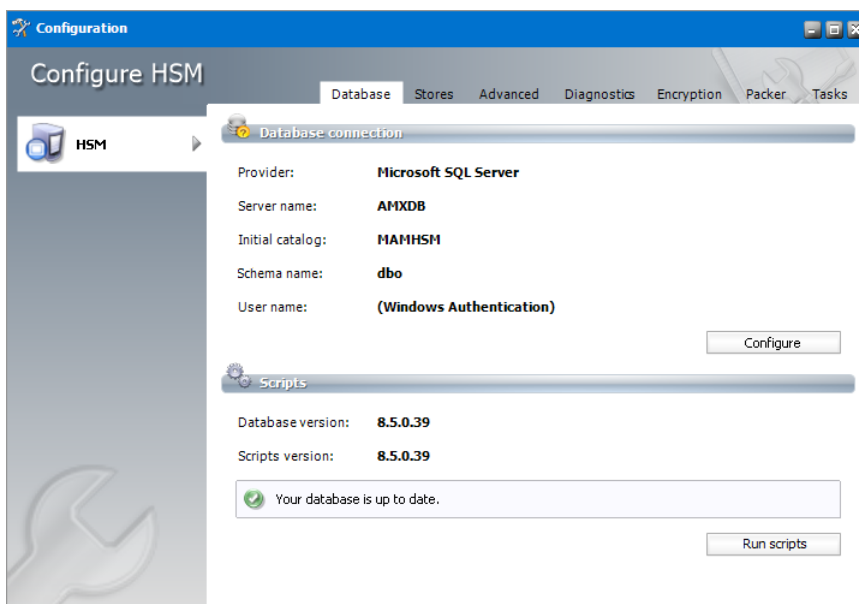 Configuration
Configure HSM
Database Stores Advanced Diagnostics Encryption Packer Tasks
HSM
Database connection
Provider: Microsoft SQL Server
Server name: AMXDB
Initial catalog: MAMHSM
Schema name: dbo
User name: (Windows Authentication)
Configure
Scripts
Database version: 8.5.0.39
Scripts version: 8.5.0.39
Your database is up to date.
Run scripts